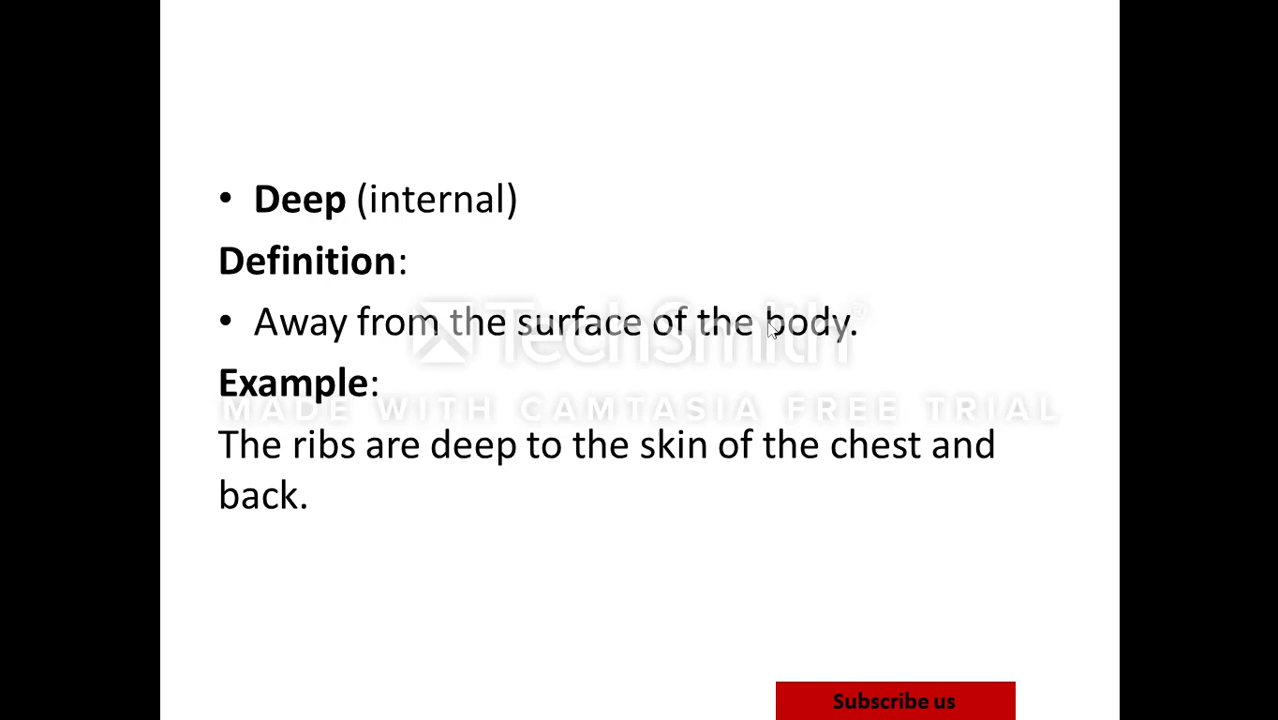 • Deep (internal)
Definition:
• Away from the surface of the body.
TechSmith®
Example:
MADE WITH CAMTASIA FREE TRIAL
The ribs are deep to the skin of the chest and
back.
Subscribe us